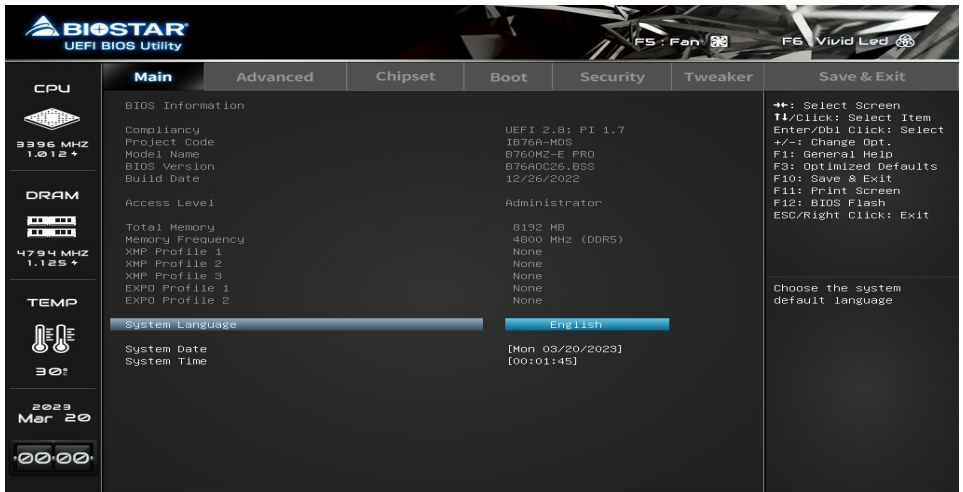 BIOSTAR®
UEFI BIOS Utility
F5 : Fan
F6 Vivid Led
Main Advanced Chipset Boot Security Tweaker Save & Exit
CPU
3396 MHZ
1.012 V
DRAM
4794 MHZ
1.125 V
TEMP
30℃
2023
Mar 20
00:00
BIOS Information
Compliancy UEFI 2.8; PI 1.7
Project Code IB76A-MDS
Model Name B760MZ-E PRO
BIOS Version B76AOC26.BSS
Build Date 12/26/2022
Access Level Administrator
Total Memory 8192 MB
Memory Frequency 4800 MHz (DDR5)
XMP Profile 1 None
XMP Profile 2 None
XMP Profile 3 None
EXPO Profile 1 None
EXPO Profile 2 None
System Language English
System Date [Mon 03/20/2023]
System Time [00:01:45]
→←: Select Screen
↑↓/Click: Select Item
Enter/Dbl Click: Select
+/-: Change Opt.
F1: General Help
F3: Optimized Defaults
F10: Save & Exit
F11: Print Screen
F12: BIOS Flash
ESC/Right Click: Exit
Choose the system
default language